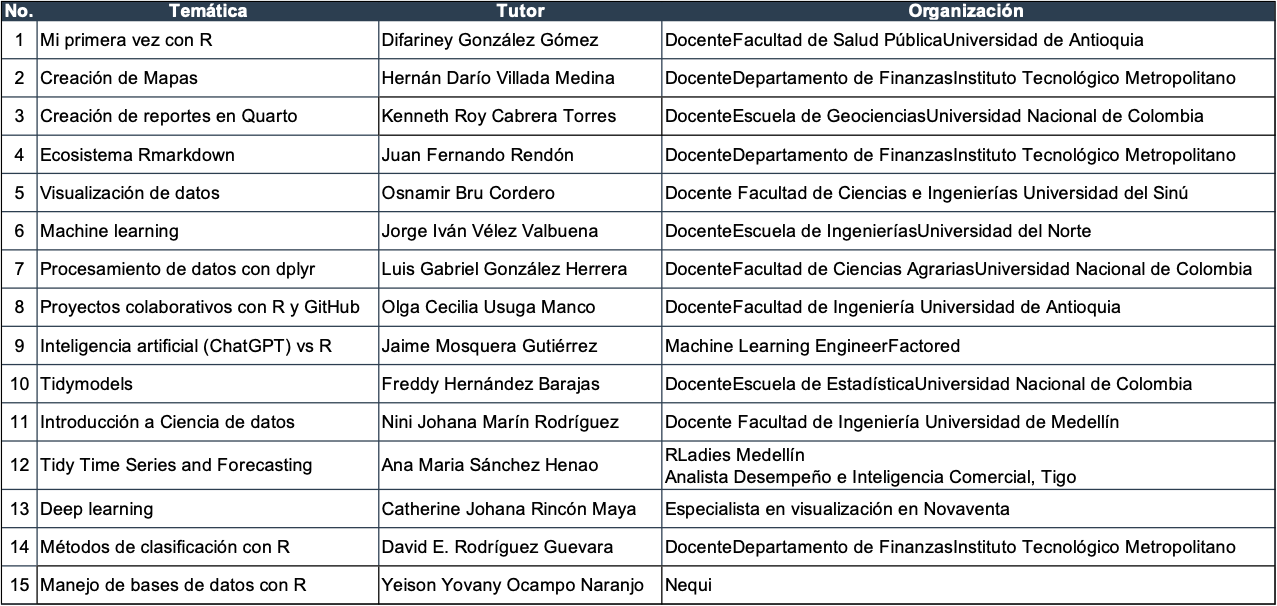 No. Temática Tutor Organización
1 Mi primera vez con R Difariney González Gómez DocenteFacultad de Salud PúblicaUniversidad de Antioquia
2 Creación de Mapas Hernán Darío Villada Medina DocenteDepartamento de FinanzasInstituto Tecnológico Metropolitano
3 Creación de reportes en Quarto Kenneth Roy Cabrera Torres DocenteEscuela de GeocienciasUniversidad Nacional de Colombia
4 Ecosistema Rmarkdown Juan Fernando Rendón DocenteDepartamento de FinanzasInstituto Tecnológico Metropolitano
5 Visualización de datos Osnamir Bru Cordero Docente Facultad de Ciencias e Ingenierías Universidad del Sinú
6 Machine learning Jorge Iván Vélez Valbuena DocenteEscuela de IngenieríasUniversidad del Norte
7 Procesamiento de datos con dplyr Luis Gabriel González Herrera DocenteFacultad de Ciencias AgrariasUniversidad Nacional de Colombia
8 Proyectos colaborativos con R y GitHub Olga Cecilia Usuga Manco DocenteFacultad de Ingeniería Universidad de Antioquia
9 Inteligencia artificial (ChatGPT) vs R Jaime Mosquera Gutiérrez Machine Learning EngineerFactored
10 Tidymodels Freddy Hernández Barajas DocenteEscuela de EstadísticaUniversidad Nacional de Colombia
11 Introducción a Ciencia de datos Nini Johana Marín Rodríguez Docente Facultad de Ingeniería Universidad de Medellín
12 Tidy Time Series and Forecasting Ana Maria Sánchez Henao RLadies Medellín
Analista Desempeño e Inteligencia Comercial, Tigo
13 Deep learning Catherine Johana Rincón Maya Especialista en visualización en Novaventa
14 Métodos de clasificación con R David E. Rodríguez Guevara DocenteDepartamento de FinanzasInstituto Tecnológico Metropolitano
15 Manejo de bases de datos con R Yeison Yovany Ocampo Naranjo Nequi